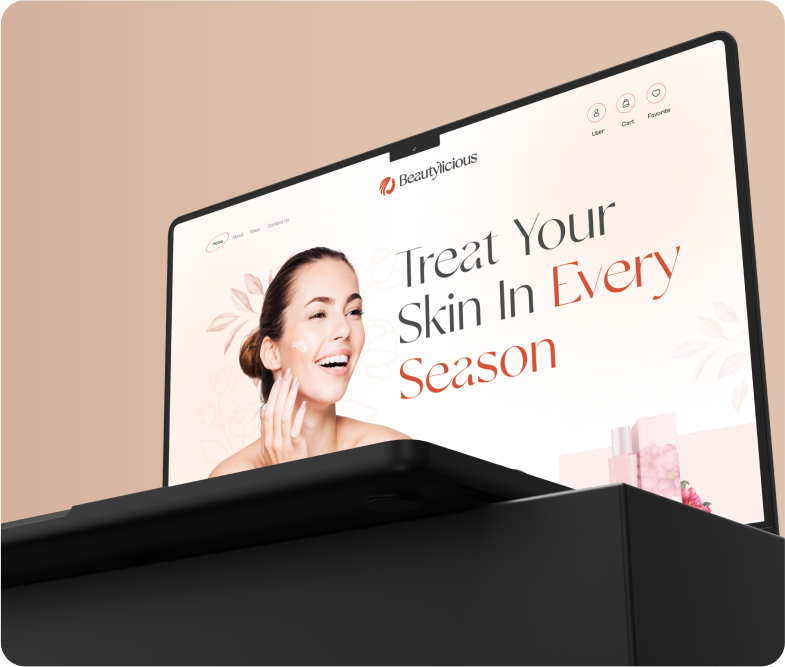 User
Cart
Favorite
Beautylicious
Home
About
Shop
Contact Us
Treat Your
Skin In Every
Season